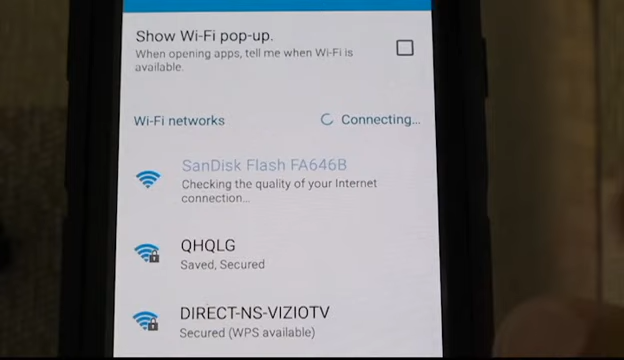 Show Wi-Fi pop-up.
When opening apps, tell me when Wi-Fi is
available.
Wi-Fi networks
Connecting...
SanDisk Flash FA646B
Checking the quality of your Internet
connection...
QHQLG
Saved, Secured
DIRECT-NS-VIZIOTV
Secured (WPS available)